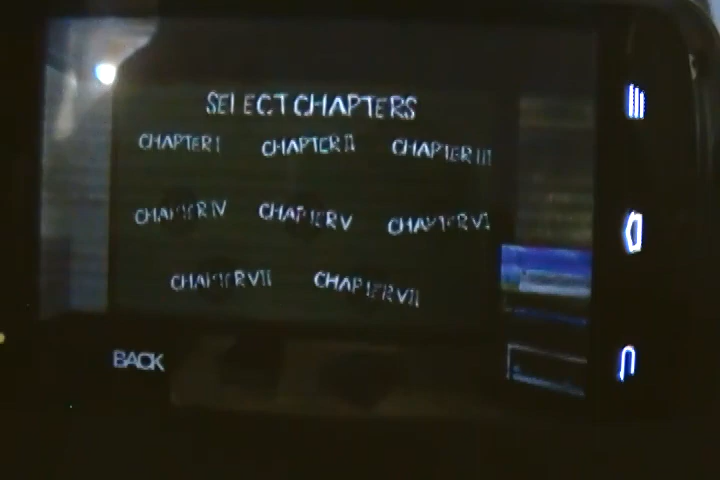 SELECT CHAPTERS
CHAPTER I CHAPTER II CHAPTER III
CHAPTER IV CHAPTER V CHAPTER VI
CHAPTER VII CHAPTER VII
BACK